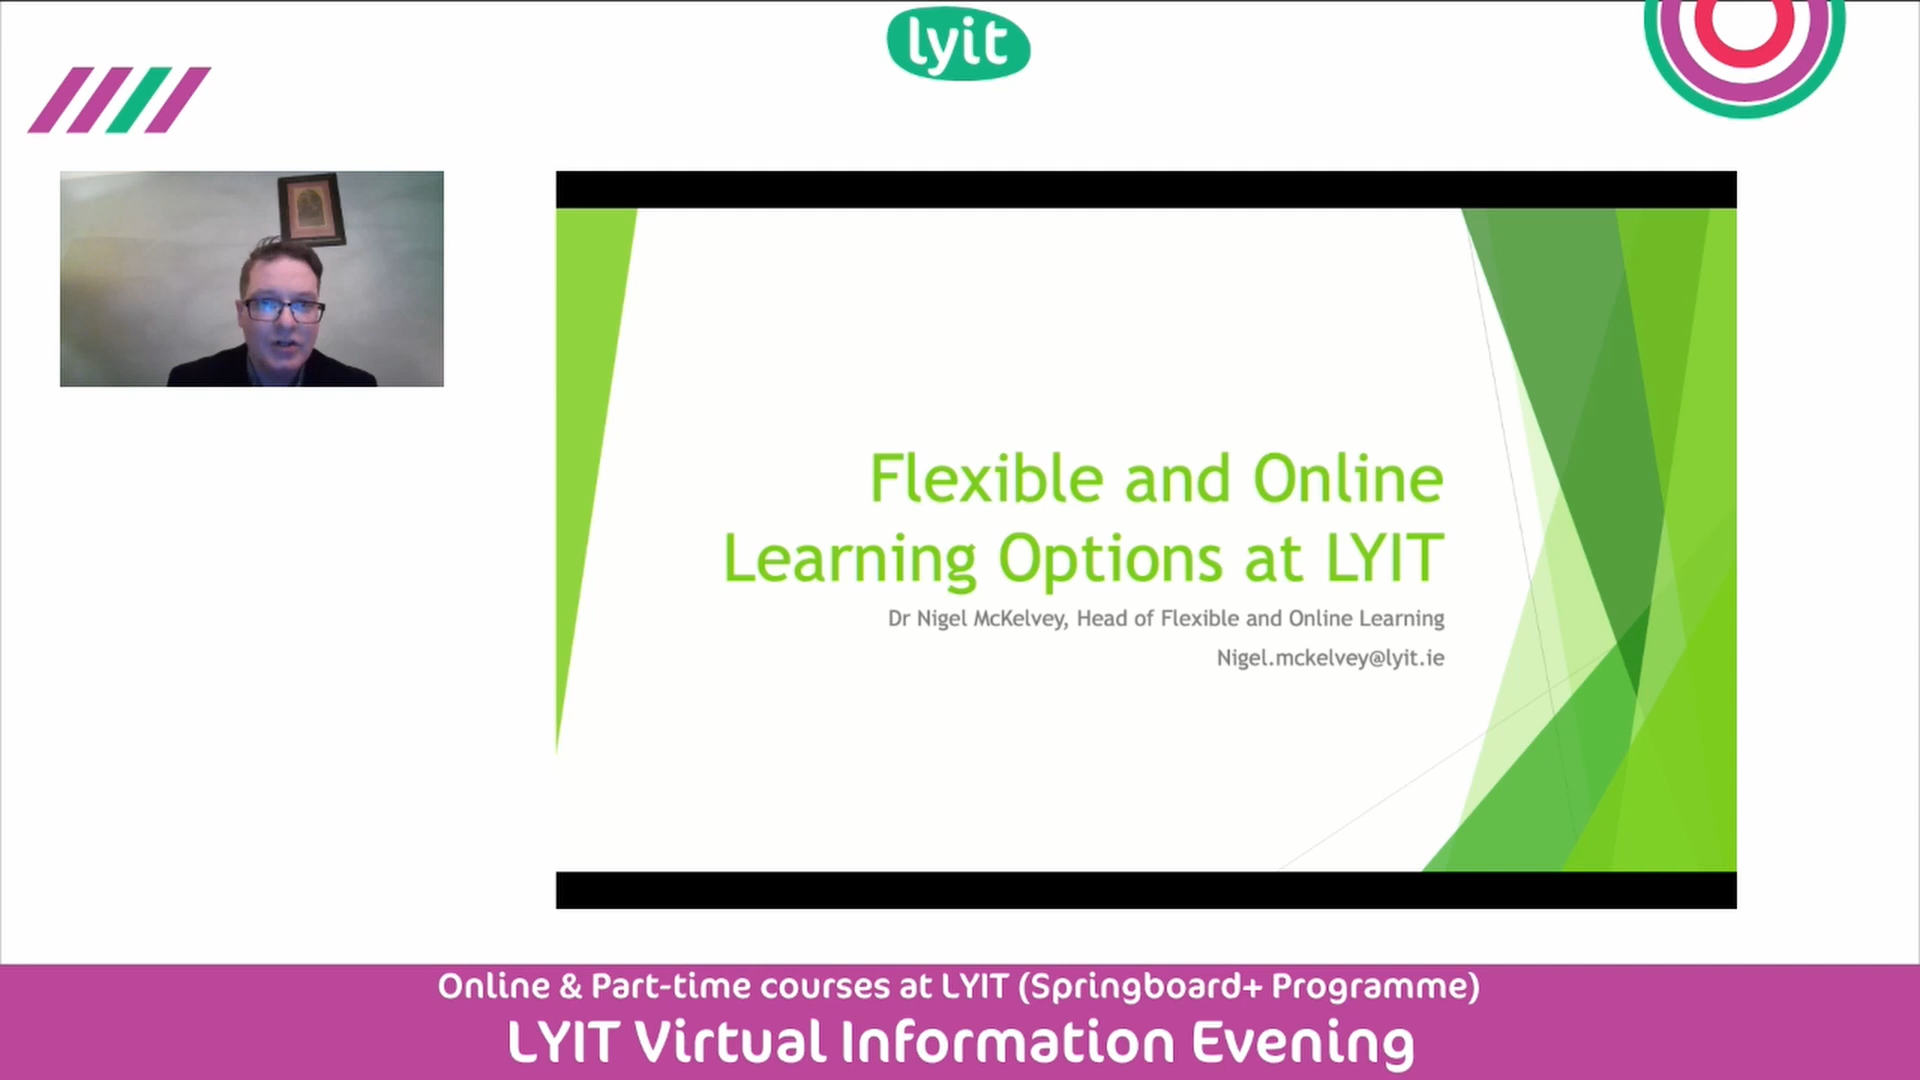 lyit
Flexible and Online
Learning Options at LYIT
Dr Nigel McKelvey, Head of Flexible and Online Learning
Nigel.mckelvey@lyit.ie
Online & Part-time courses at LYIT (Springboard+ Programme)
LYIT Virtual Information Evening